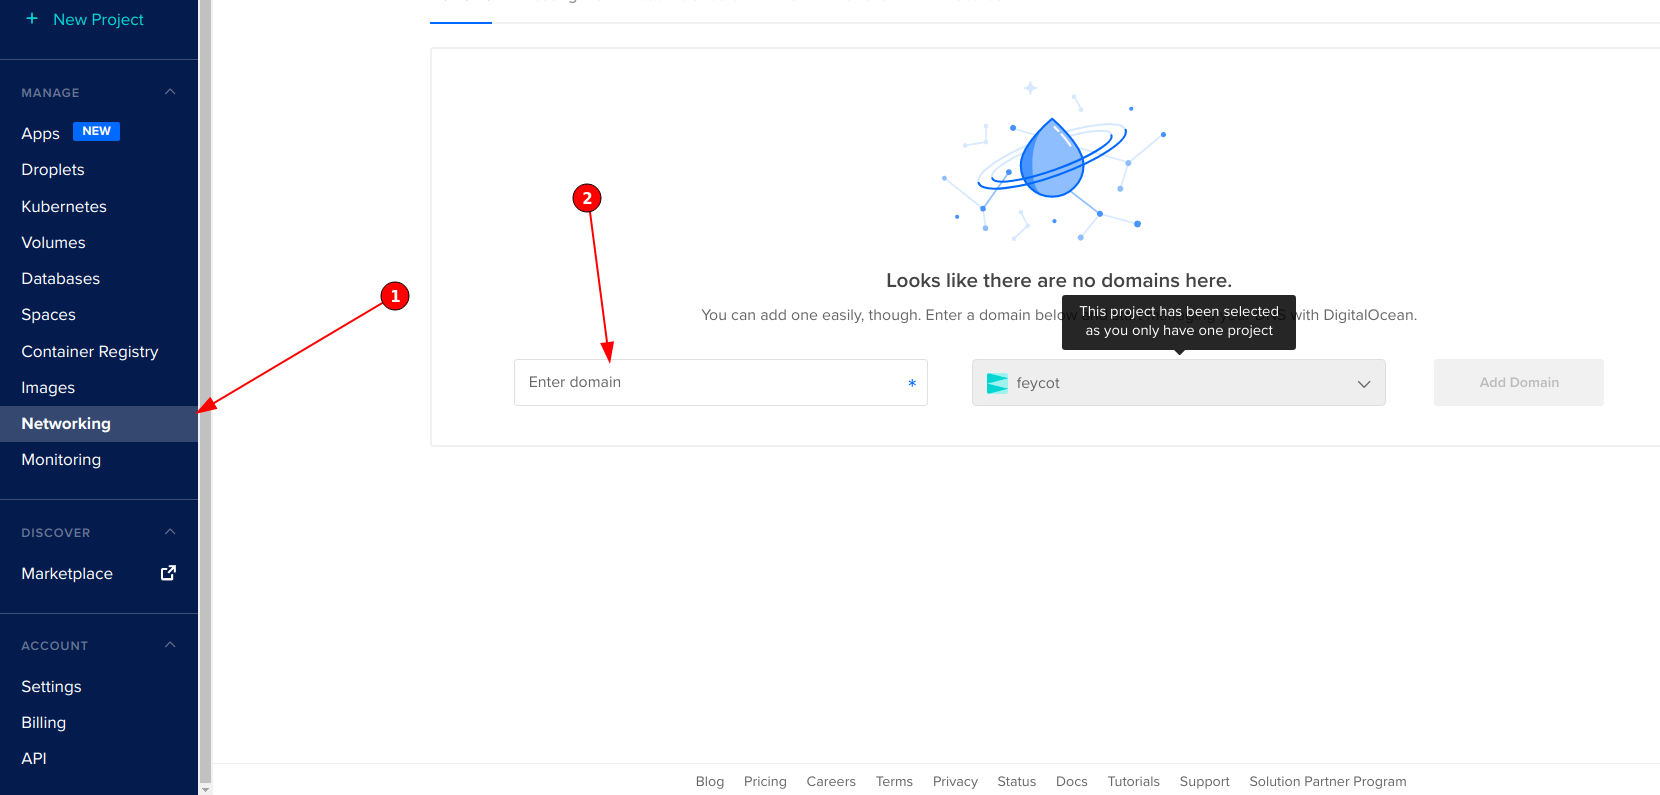 + New Project
MANAGE
Apps NEW
Droplets
Kubernetes
Volumes
Databases
Spaces
Container Registry
Images
Networking
Monitoring
DISCOVER
Marketplace
ACCOUNT
Settings
Billing
API
1
2
Looks like there are no domains here.
You can add one easily, though. Enter a domain below with DigitalOcean.
This project has been selected
as you only have one project
Enter domain *
feycot
Add Domain
Blog Pricing Careers Terms Privacy Status Docs Tutorials Support Solution Partner Program